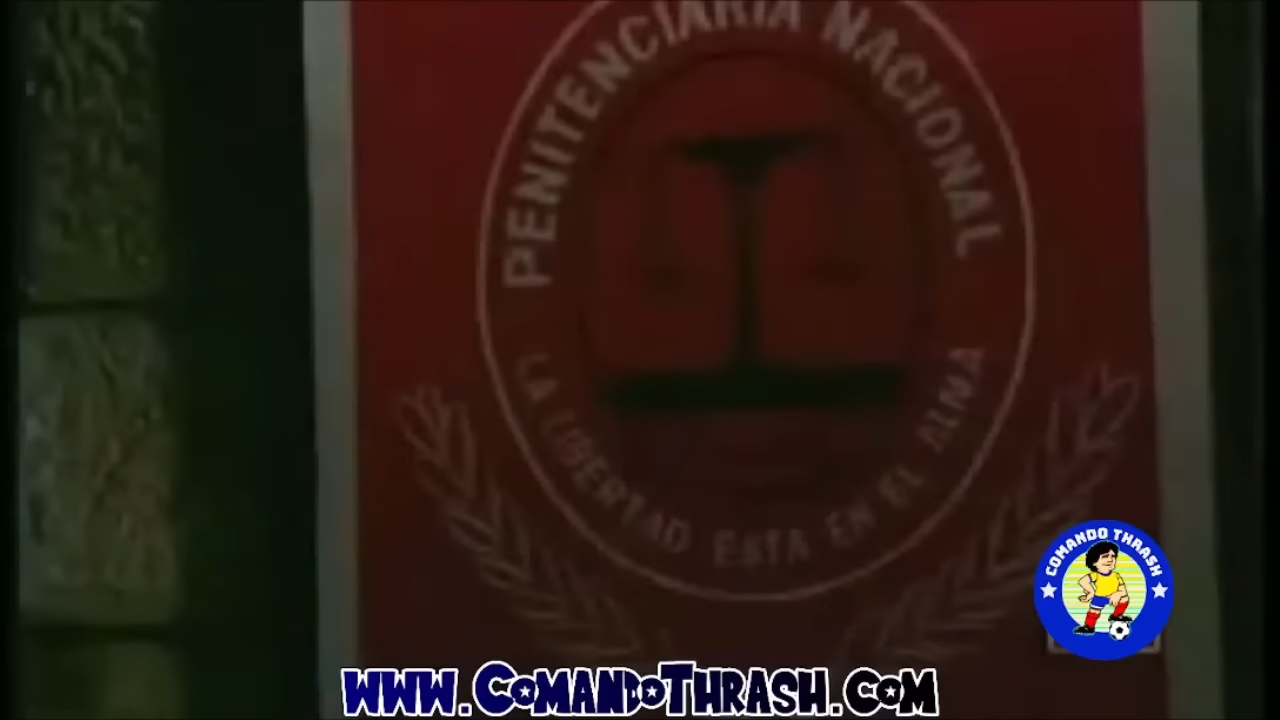 PENITENCIARIA NACIONAL
LA LIBERTAD ESTA EN EL ALMA
COMANDO THRASH
www.ComandoThrash.com